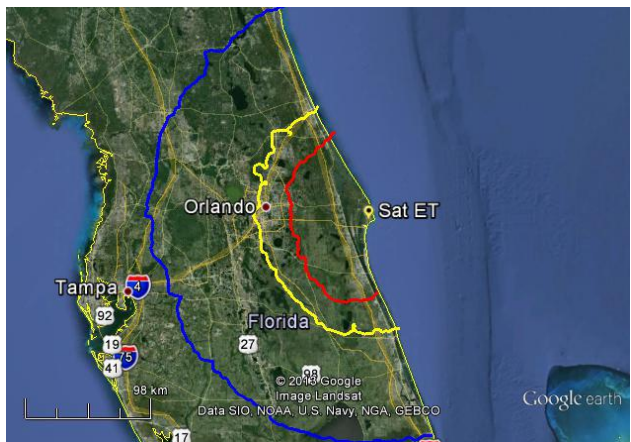 Orlando
Sat ET
Tampa
4
92
Florida
19
27
75
41
98
98 km
© 2013 Google
Image Landsat
Data SIO, NOAA, U.S. Navy, NGA, GEBCO
Google earth
17